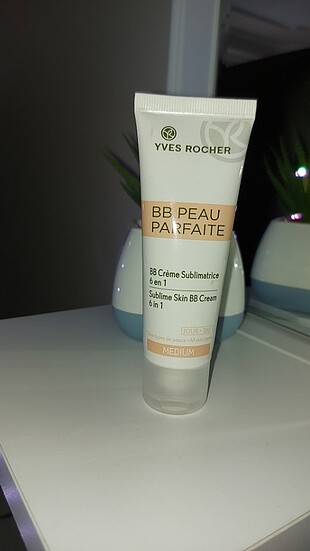 YVES ROCHER
BB PEAU
PARFAITE
BB Crème Sublimatrice
6 en 1
Sublime Skin BB Cream
6 in 1
JOUR
MEDIUM